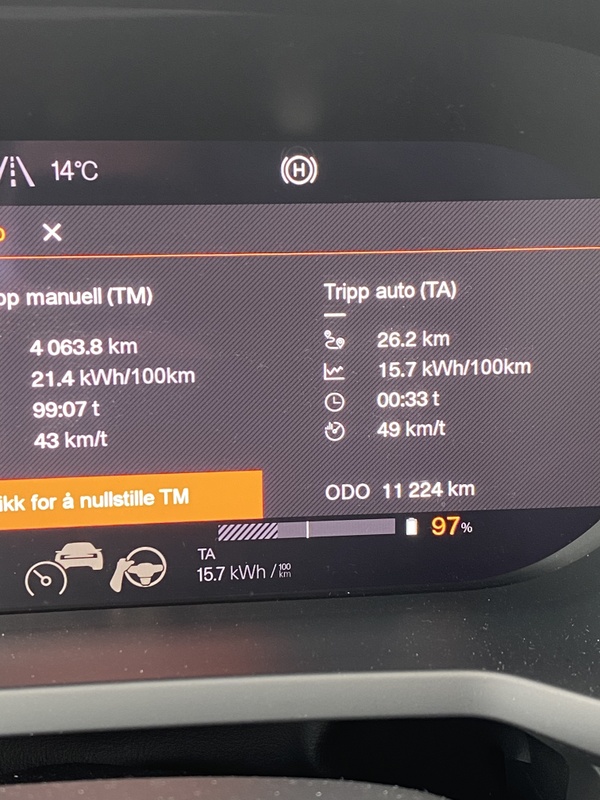 14°C
(H)
pp manuell (TM)
4 063.8 km
21.4 kWh/100km
99:07 t
43 km/t
ikk for å nullstille TM
Tripp auto (TA)
26.2 km
15.7 kWh/100km
00:33 t
49 km/t
ODO 11 224 km
97%
TA
15.7 kWh / 100 km